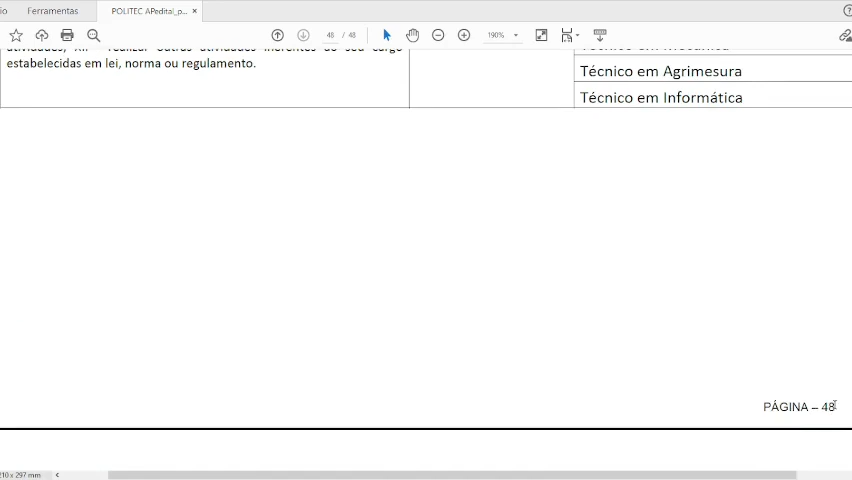 io Ferramentas POLITEC APedital_p... ×
48 / 48 190%
estabelecidas em lei, norma ou regulamento.
Técnico em Agrimesura
Técnico em Informática
PÁGINA – 48
210 x 297 mm